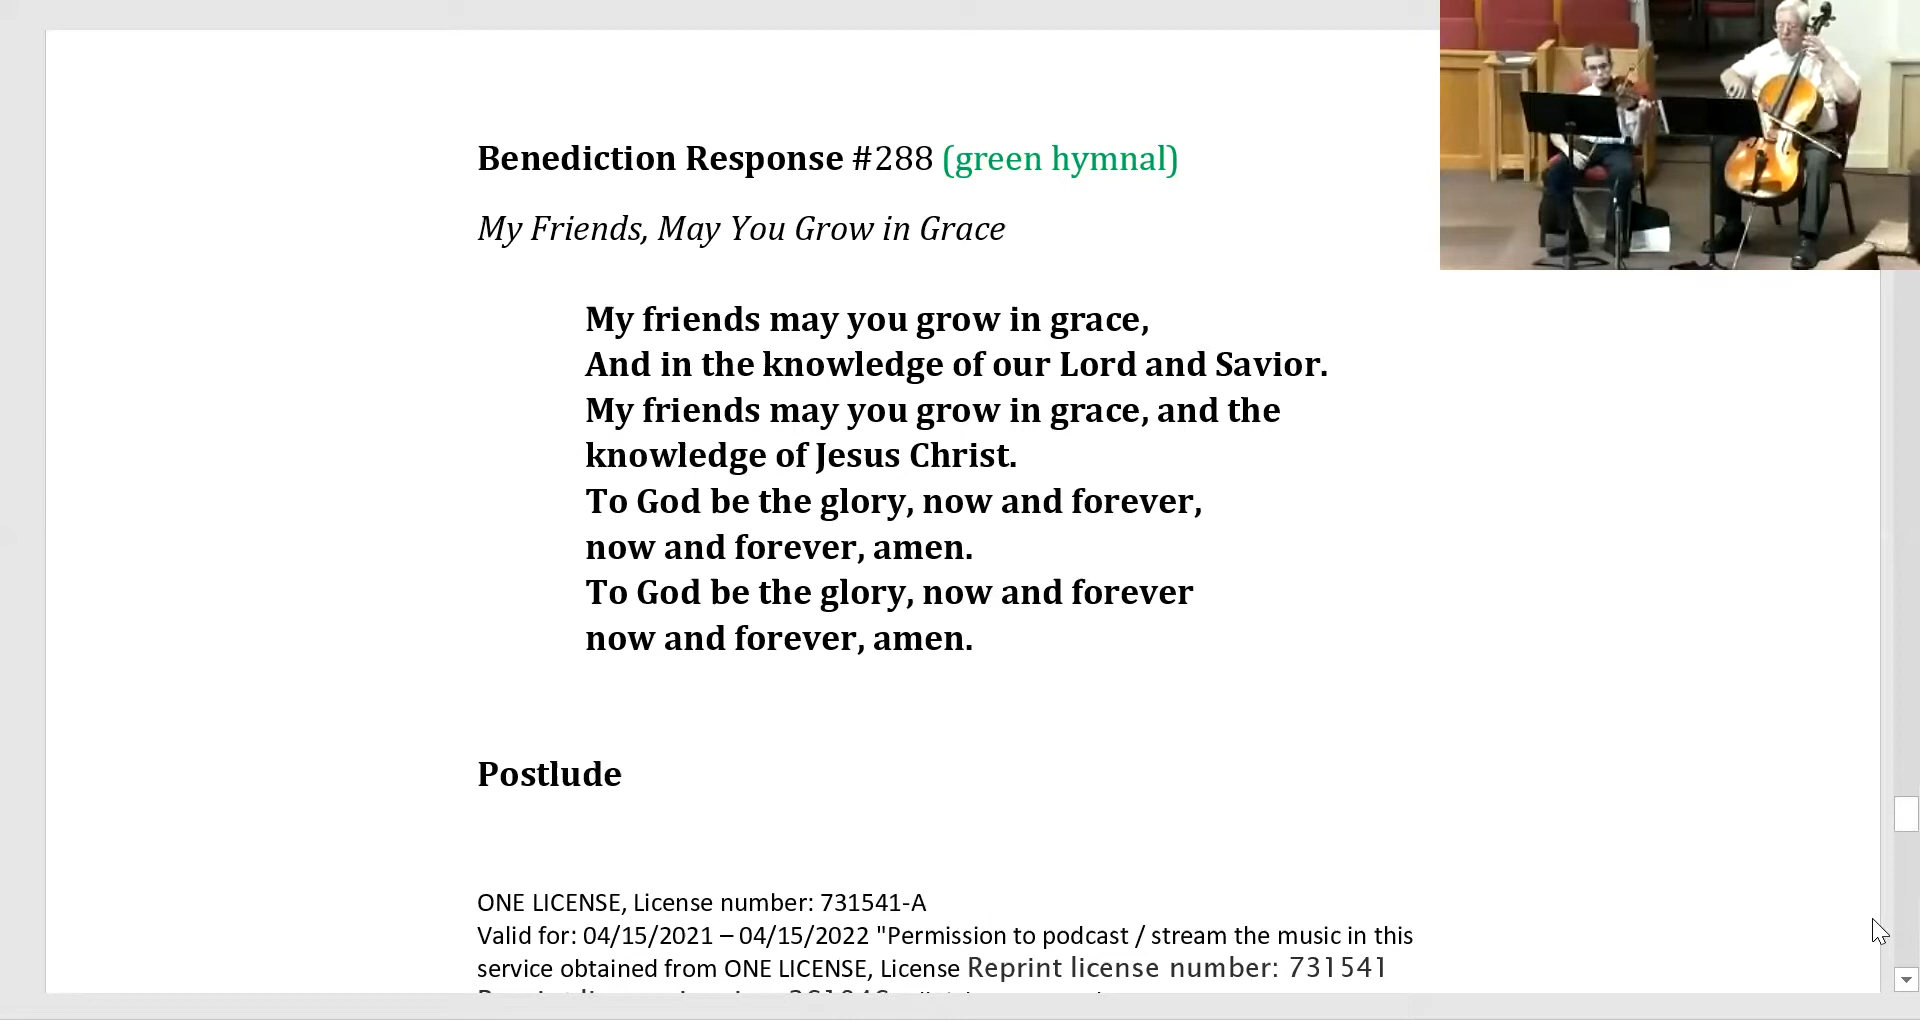 Benediction Response #288 (green hymnal)
My Friends, May You Grow in Grace
My friends may you grow in grace,
And in the knowledge of our Lord and Savior.
My friends may you grow in grace, and the
knowledge of Jesus Christ.
To God be the glory, now and forever,
now and forever, amen.
To God be the glory, now and forever
now and forever, amen.
Postlude
ONE LICENSE, License number: 731541-A
Valid for: 04/15/2021 – 04/15/2022 "Permission to podcast / stream the music in this
service obtained from ONE LICENSE, License Reprint license number: 731541